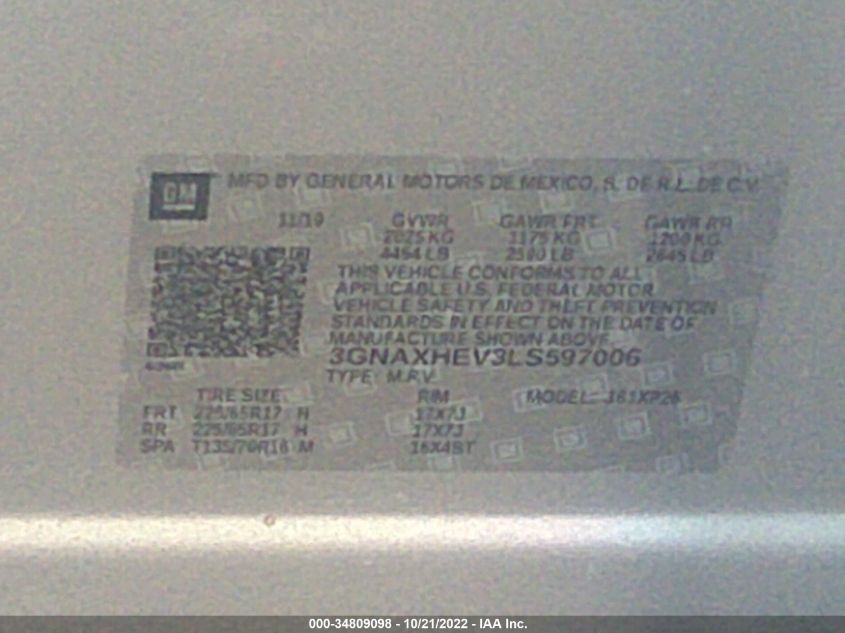 GM MFD BY GENERAL MOTORS DE MEXICO, S. DE R.L. DE C.V.
11/19 GVWR GAWR FRT GAWR RR
2025 KG 1175 KG 1200 KG
4464 LB 2590 LB 2645 LB
THIS VEHICLE CONFORMS TO ALL
APPLICABLE U.S. FEDERAL MOTOR
VEHICLE SAFETY AND THEFT PREVENTION
STANDARDS IN EFFECT ON THE DATE OF
MANUFACTURE SHOWN ABOVE.
3GNAXHEV3LS597006
TYPE: M.P.V.
TIRE SIZE RIM MODEL: 1G1XP26
FRT 225/65R17 H 17X7J
RR 225/65R17 H 17X7J
SPA T135/70R16 M 16X4BT
000-34809098 - 10/21/2022 - IAA Inc.